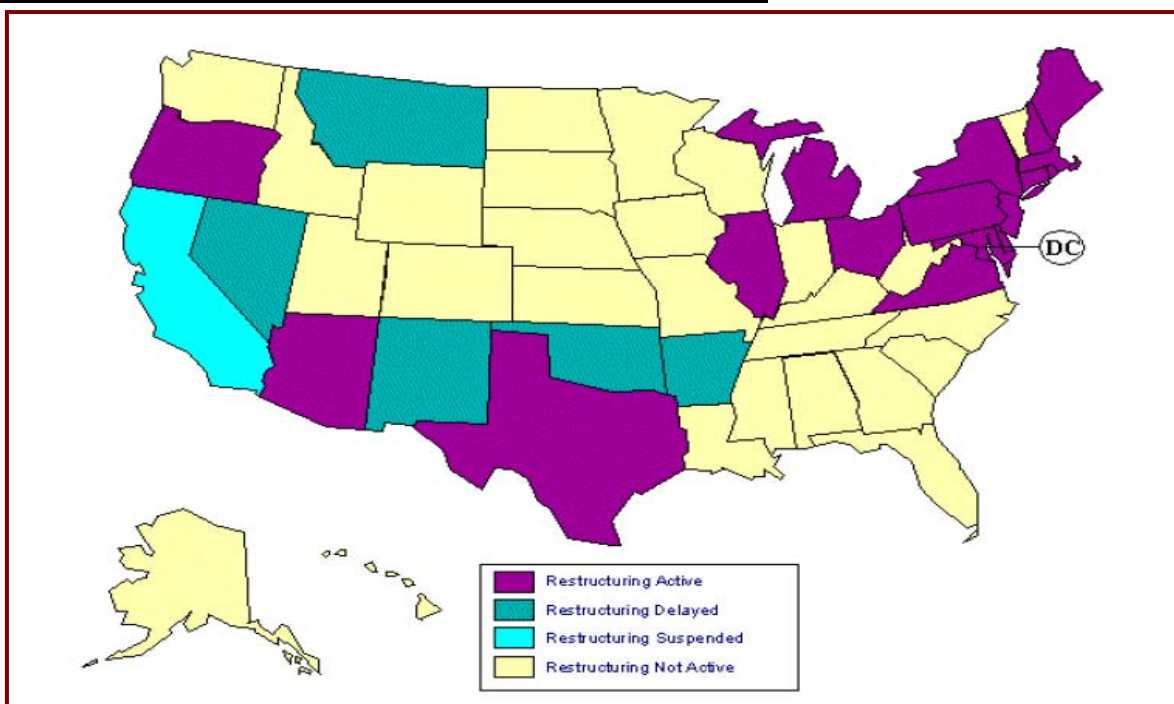 DC
Restructuring Active
Restructuring Delayed
Restructuring Suspended
Restructuring Not Active